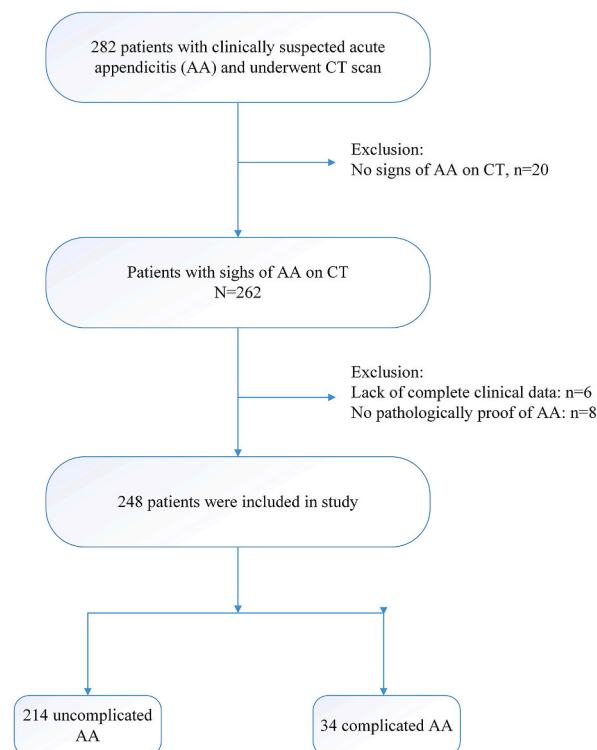 282 patients with clinically suspected acute
appendicitis (AA) and underwent CT scan
Exclusion:
No signs of AA on CT, n=20
Patients with sighs of AA on CT
N=262
Exclusion:
Lack of complete clinical data: n=6
No pathologically proof of AA: n=8
248 patients were included in study
214 uncomplicated
AA
34 complicated AA